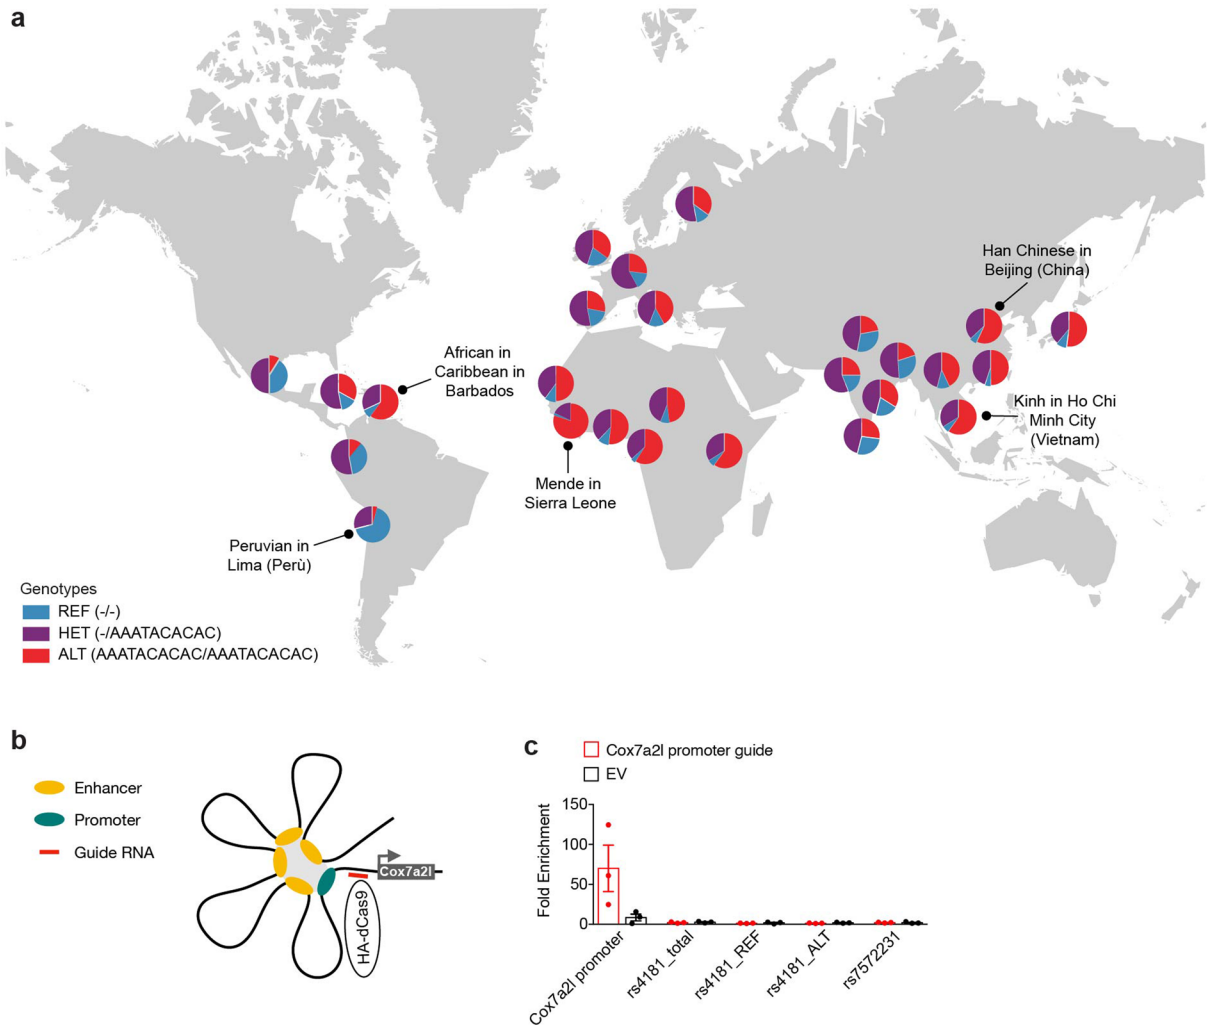 a
Han Chinese in
Beijing (China)
African in
Caribbean in
Barbados
Kinh in Ho Chi
Minh City
(Vietnam)
Mende in
Sierra Leone
Peruvian in
Lima (Perù)
Genotypes
REF (-/-)
HET (-/AAATACACAC)
ALT (AAATACACAC/AAATACACAC)
b
Enhancer
Promoter
Guide RNA
Cox7a2l
HA-dCas9
c
Cox7a2l promoter guide
EV
Fold Enrichment
150
100
50
0
Cox7a2l promoter
rs4181_total
rs4181_REF
rs4181_ALT
rs7572231